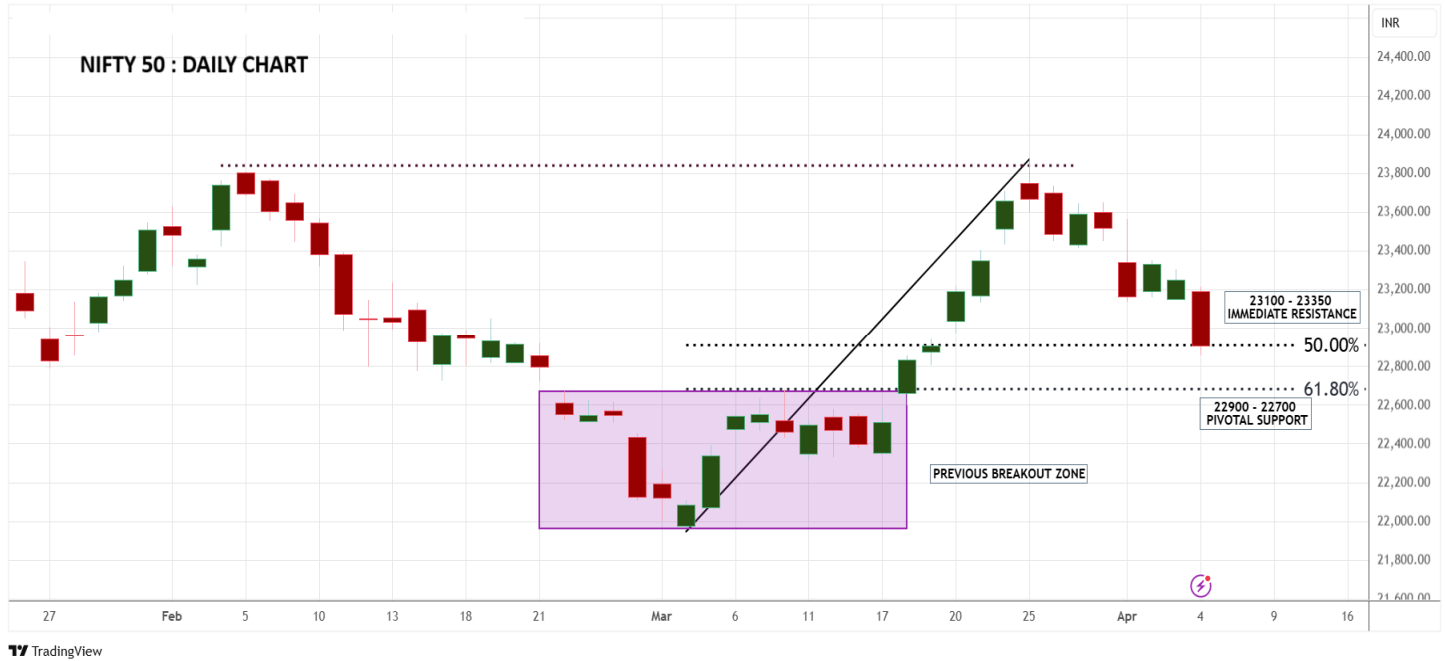 INR
NIFTY 50 : DAILY CHART
24,400.00
24,200.00
24,000.00
23,800.00
23,600.00
23,400.00
23,200.00
23100 - 23350
IMMEDIATE RESISTANCE
23,000.00
50.00%
22,800.00
61.80%
22,600.00
22900 - 22700
PIVOTAL SUPPORT
22,400.00
PREVIOUS BREAKOUT ZONE
22,200.00
22,000.00
21,800.00
21,600.00
27 Feb 5 10 13 18 21 Mar 6 11 17 20 25 Apr 4 9 16
TradingView